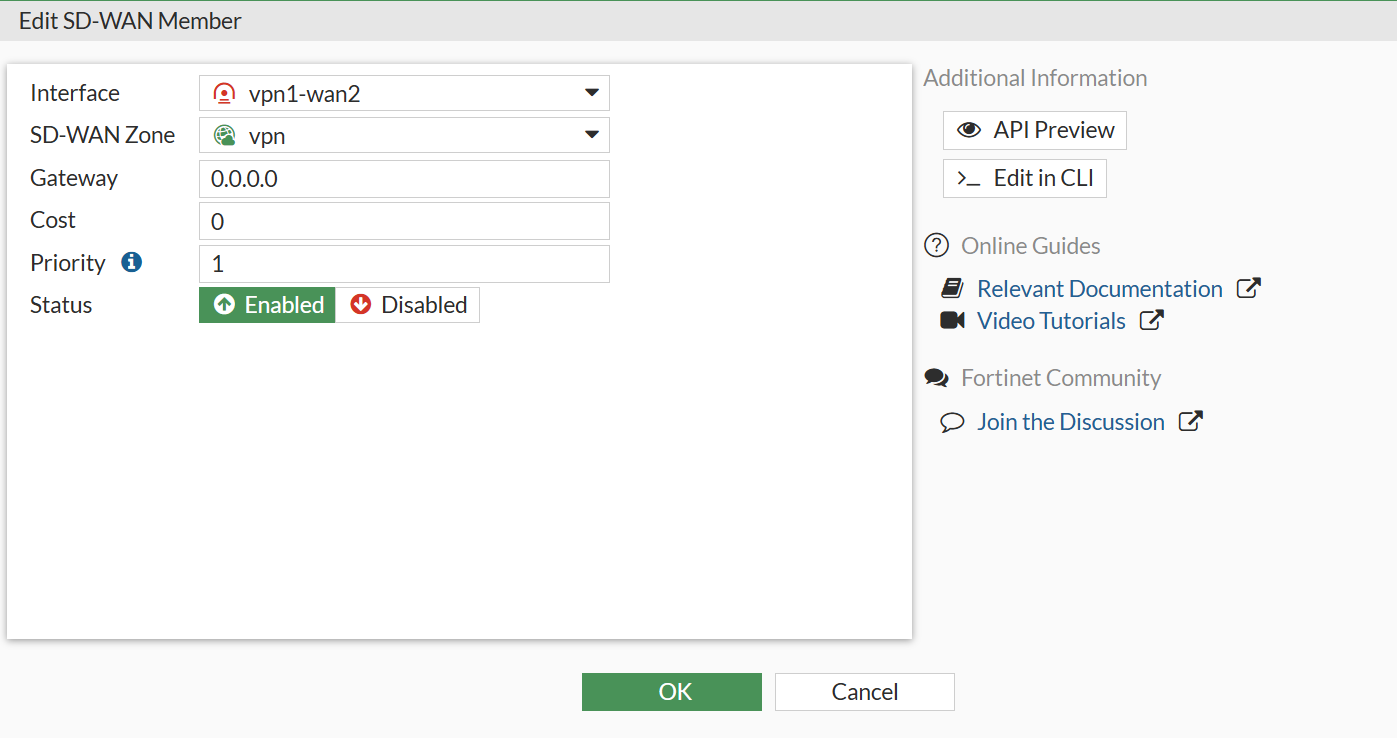 Edit SD-WAN Member
Interface
vpn1-wan2
SD-WAN Zone
vpn
Gateway
0.0.0.0
Cost
0
Priority
1
Status
Enabled
Disabled
Additional Information
API Preview
>_ Edit in CLI
Online Guides
Relevant Documentation
Video Tutorials
Fortinet Community
Join the Discussion
OK
Cancel